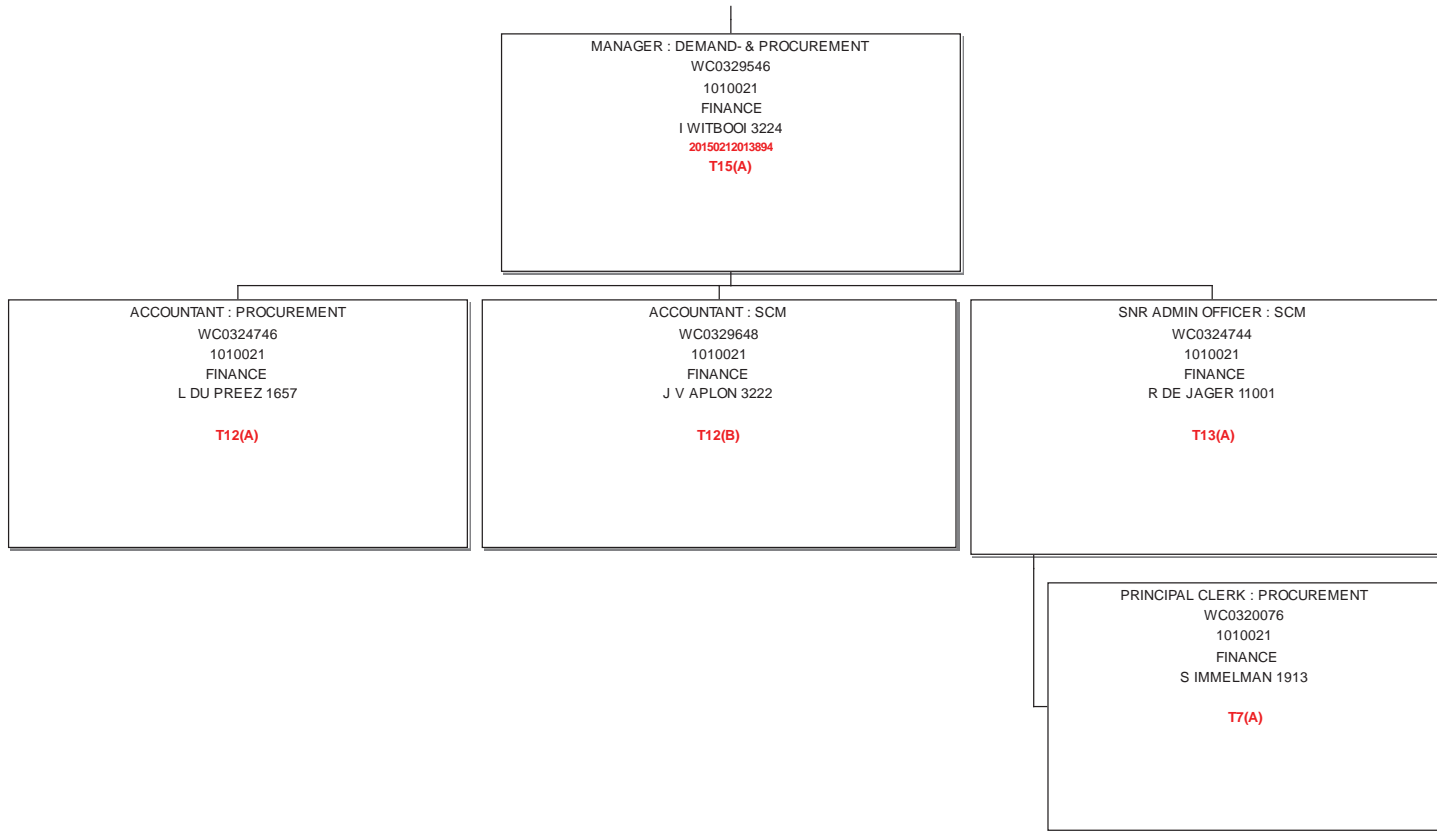 MANAGER : DEMAND- & PROCUREMENT
WC0329546
1010021
FINANCE
I WITBOOI 3224
20150212013894
T15(A)
ACCOUNTANT : PROCUREMENT
WC0324746
1010021
FINANCE
L DU PREEZ 1657
T12(A)
ACCOUNTANT : SCM
WC0329648
1010021
FINANCE
J V APLON 3222
T12(B)
SNR ADMIN OFFICER : SCM
WC0324744
1010021
FINANCE
R DE JAGER 11001
T13(A)
PRINCIPAL CLERK : PROCUREMENT
WC0320076
1010021
FINANCE
S IMMELMAN 1913
T7(A)